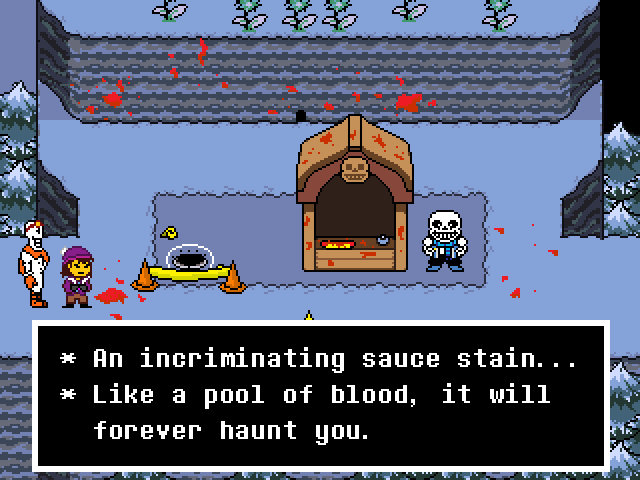 * An incriminating sauce stain...
* Like a pool of blood, it will
forever haunt you.